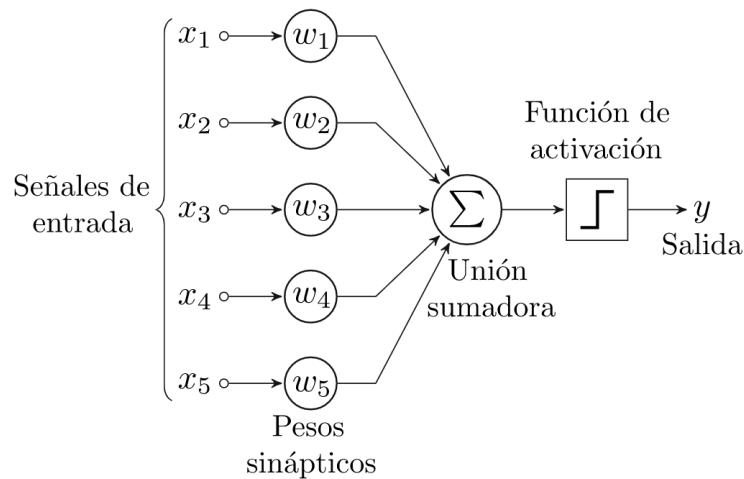 x₁
w₁
x₂
w₂
Función de
activación
Señales de
entrada
x₃
w₃
Σ
y
Salida
Unión
sumadora
x₄
w₄
x₅
w₅
Pesos
sinápticos